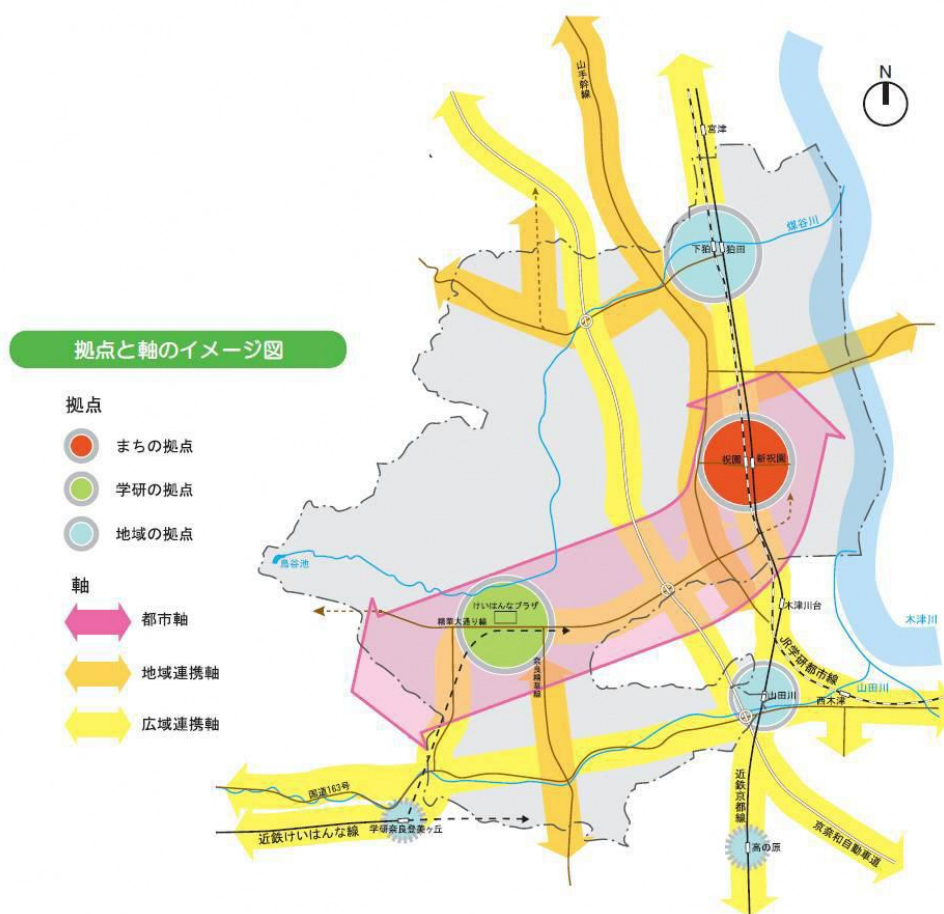 山手幹線
N
宮津
煤谷川
下狛
狛田
拠点と軸のイメージ図
拠点
まちの拠点
学研の拠点
地域の拠点
軸
都市軸
地域連携軸
広域連携軸
祝園
新祝園
鳥谷池
けいはんなプラザ
精華大通り線
木津川台
木津川
JR学研都市線
山田川
山田川
西木津
国道163号
近鉄けいはんな線
学研奈良登美ヶ丘
近鉄京都線
高の原
京奈和自動車道